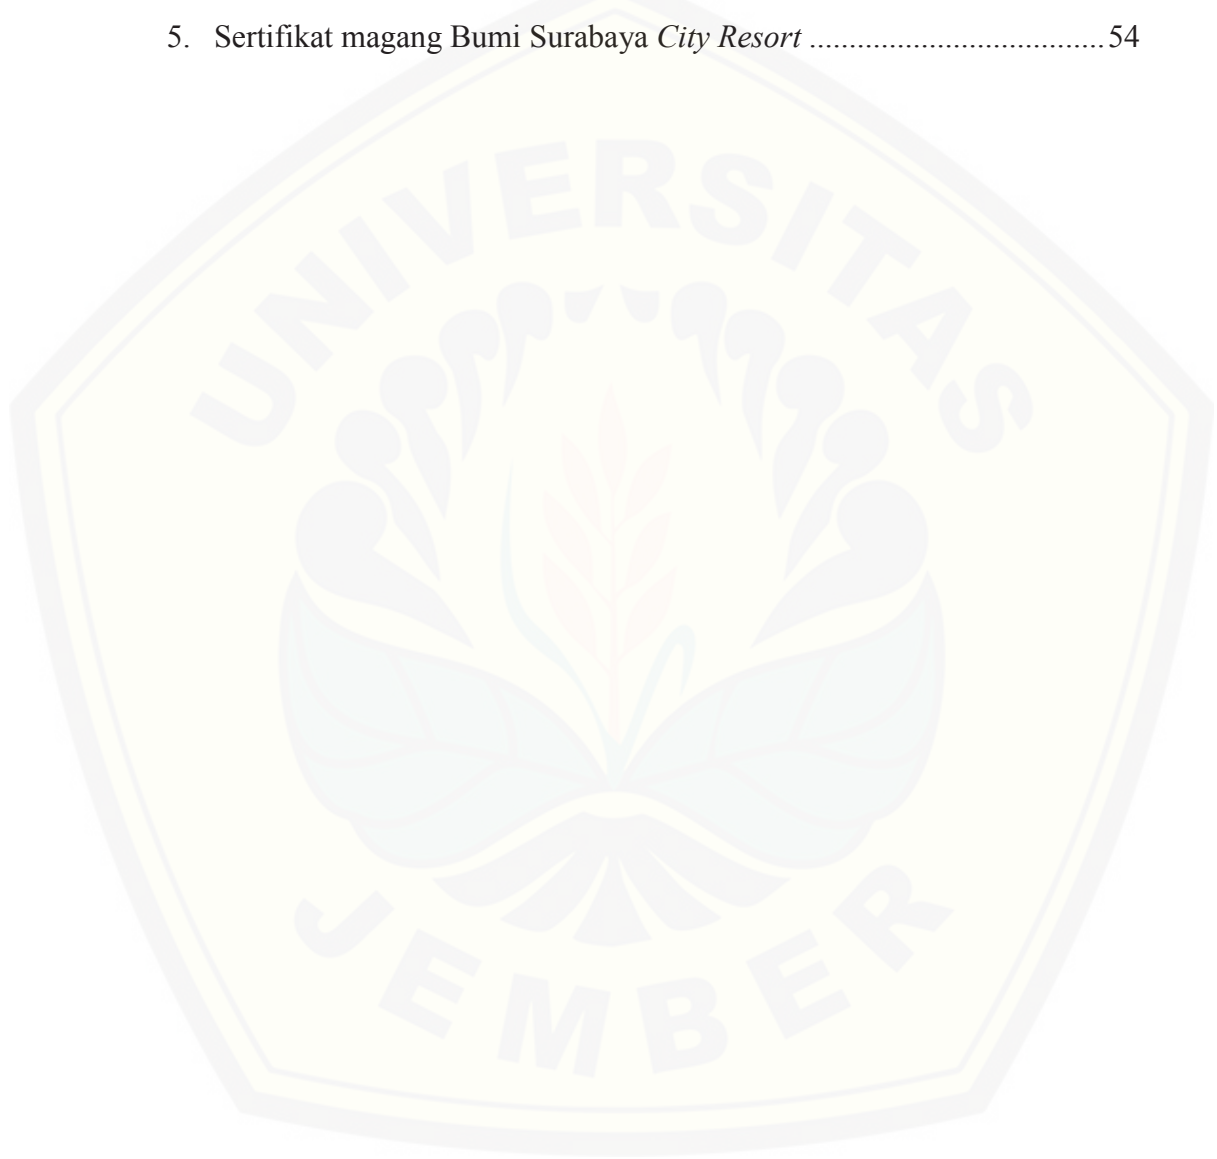 5. Sertifikat magang Bumi Surabaya City Resort .....................................54
UNIVERSITAS
JEMBER